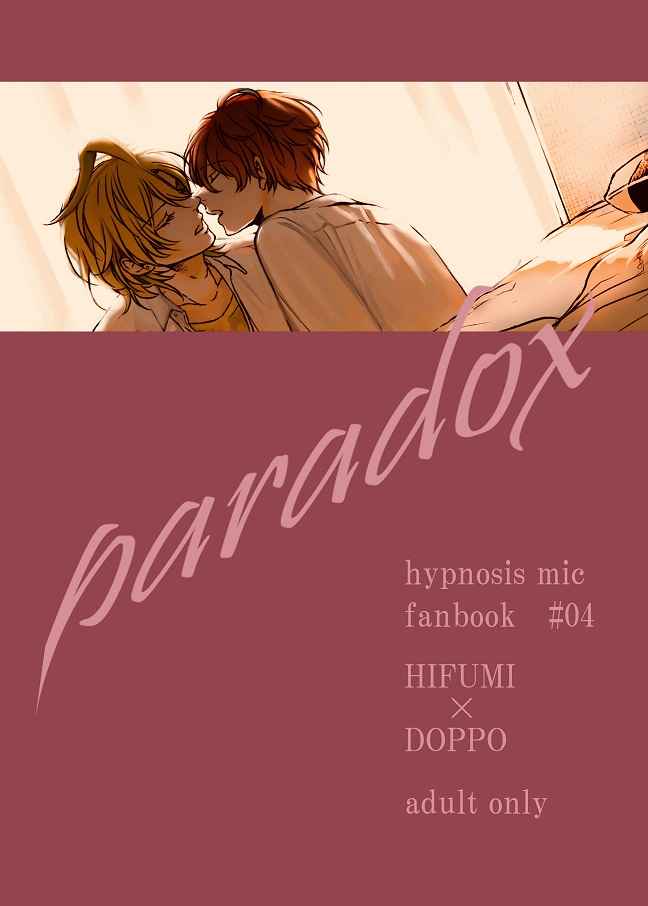 paradox
hypnosis mic
fanbook #04
HIFUMI
×
DOPPO
adult only